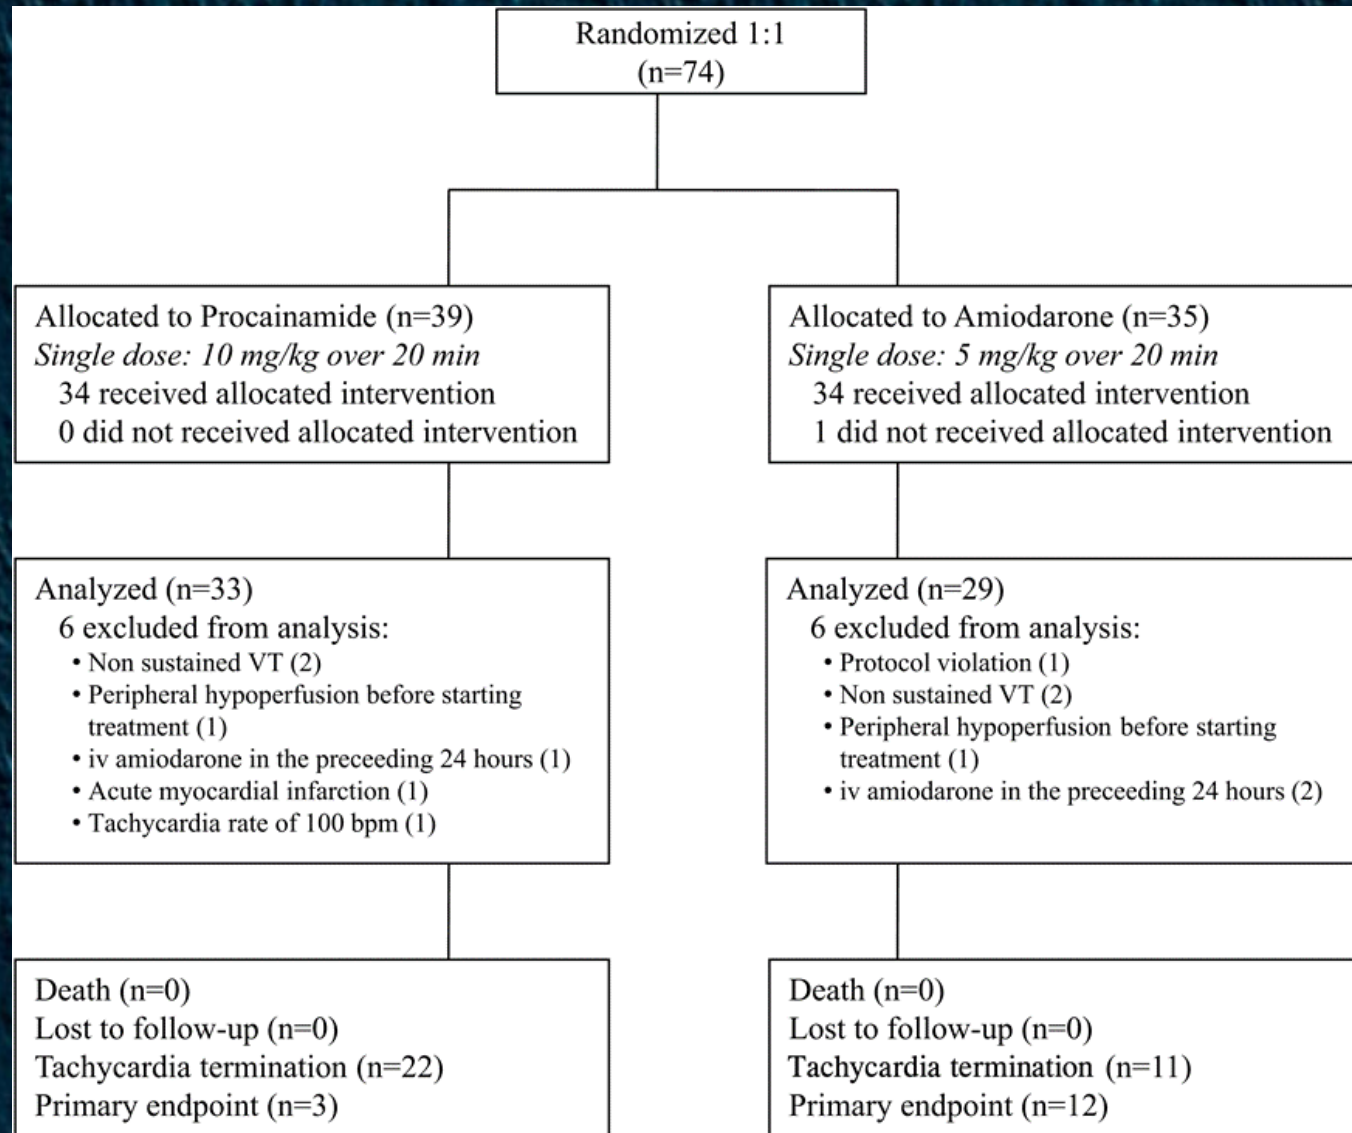 Randomized 1:1
(n=74)
Allocated to Procainamide (n=39)
Single dose: 10 mg/kg over 20 min
34 received allocated intervention
0 did not received allocated intervention
Allocated to Amiodarone (n=35)
Single dose: 5 mg/kg over 20 min
34 received allocated intervention
1 did not received allocated intervention
Analyzed (n=33)
6 excluded from analysis:
• Non sustained VT (2)
• Peripheral hypoperfusion before starting
treatment (1)
• iv amiodarone in the preceeding 24 hours (1)
• Acute myocardial infarction (1)
• Tachycardia rate of 100 bpm (1)
Analyzed (n=29)
6 excluded from analysis:
• Protocol violation (1)
• Non sustained VT (2)
• Peripheral hypoperfusion before starting
treatment (1)
• iv amiodarone in the preceeding 24 hours (2)
Death (n=0)
Lost to follow-up (n=0)
Tachycardia termination (n=22)
Primary endpoint (n=3)
Death (n=0)
Lost to follow-up (n=0)
Tachycardia termination (n=11)
Primary endpoint (n=12)